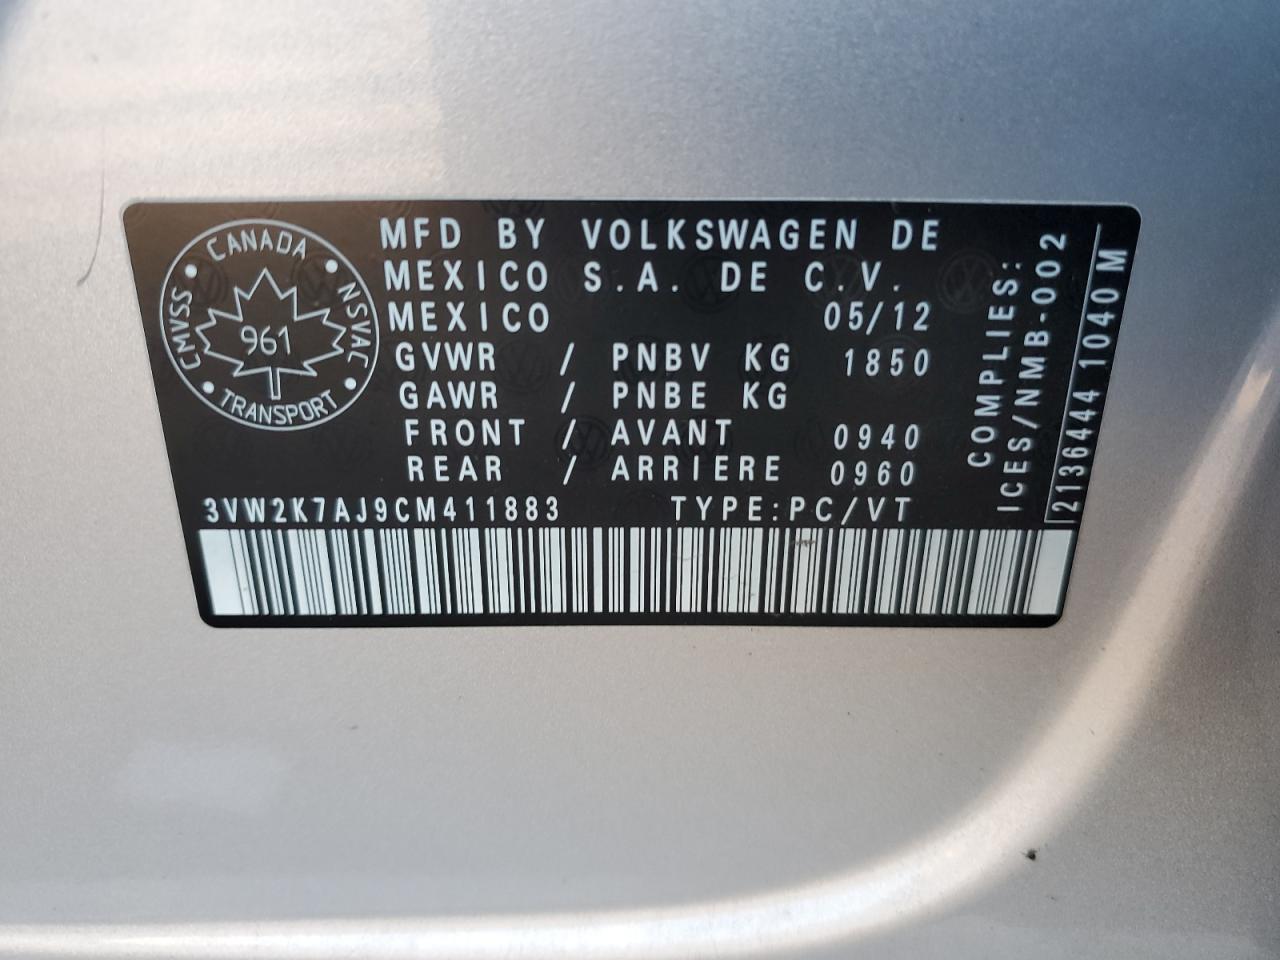 CANADA
CMVSS 961 NSVAC
TRANSPORT
MFD BY VOLKSWAGEN DE
MEXICO S.A. DE C.V.
MEXICO 05/12
GVWR / PNBV KG 1850
GAWR / PNBE KG
FRONT / AVANT 0940
REAR / ARRIERE 0960
3VW2K7AJ9CM411883 TYPE:PC/VT
COMPLIES:
ICES/NMB-002
2136444 1040 M